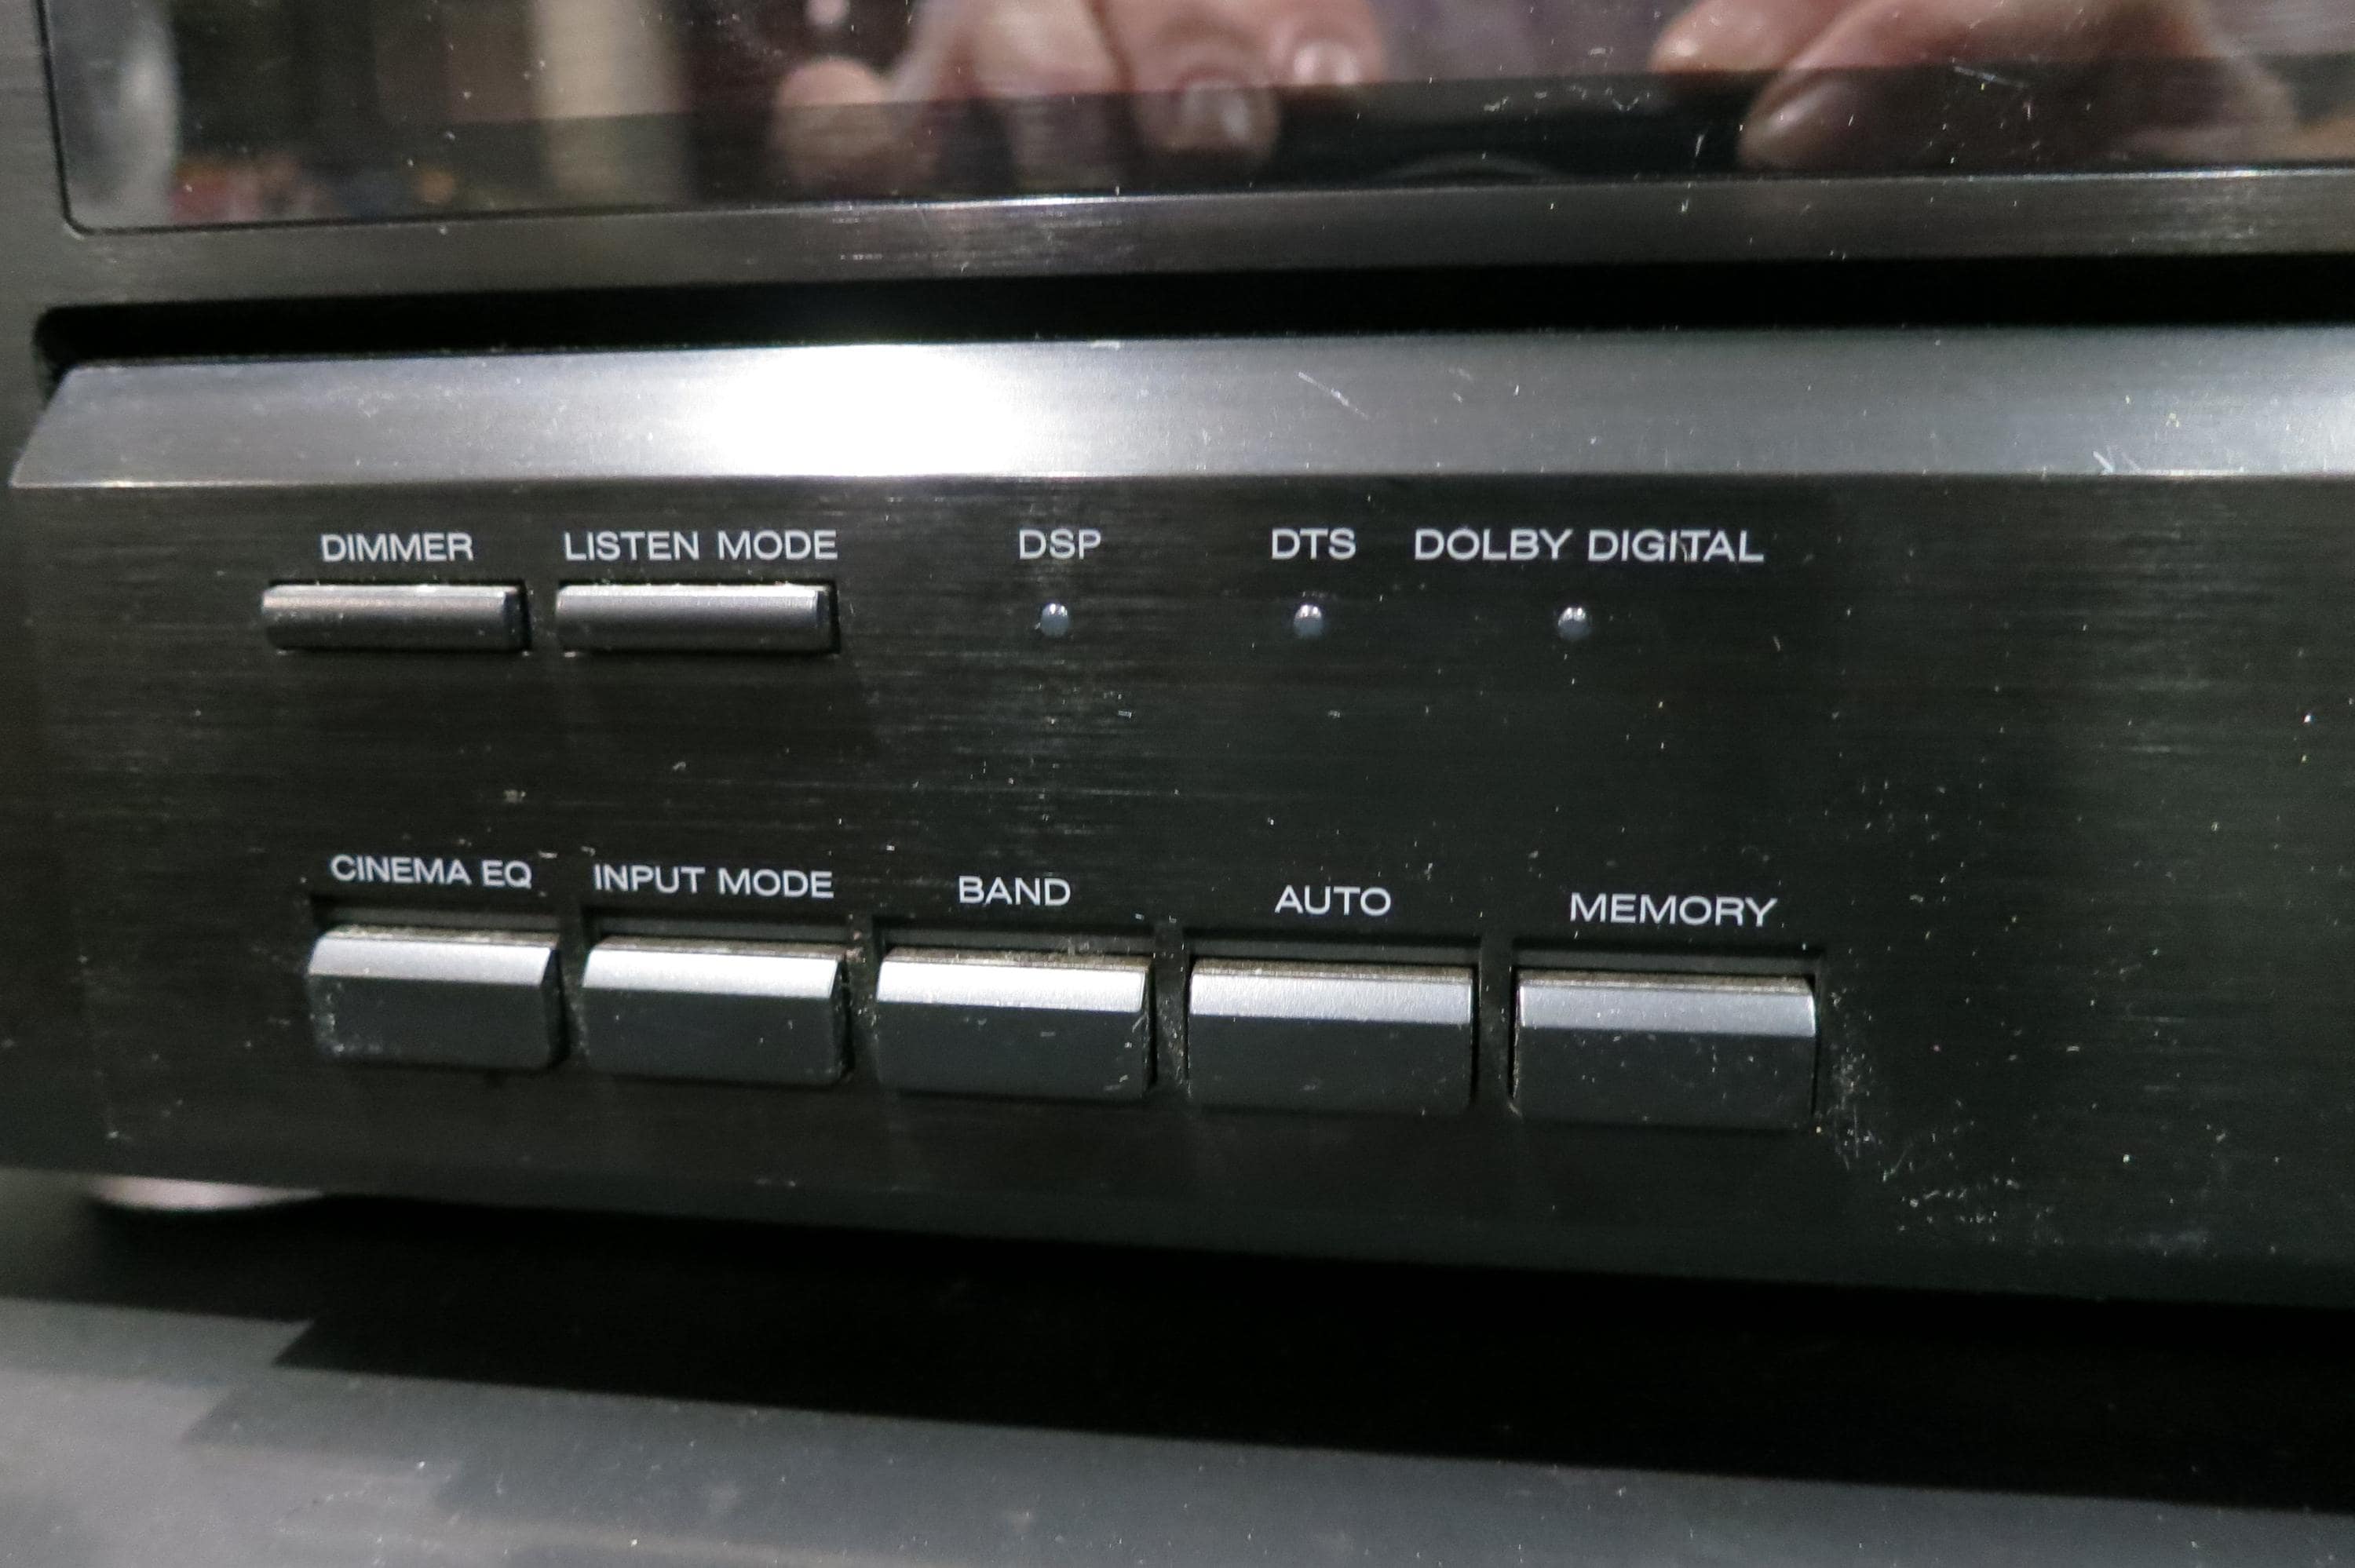 DIMMER LISTEN MODE DSP DTS DOLBY DIGITAL
CINEMA EQ INPUT MODE BAND AUTO MEMORY